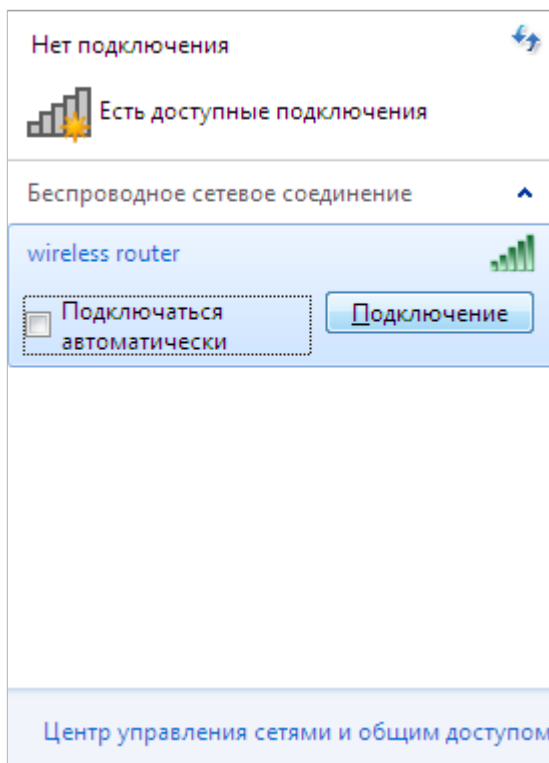 Нет подключения
Есть доступные подключения
Беспроводное сетевое соединение
wireless router
Подключаться
автоматически
Подключение
Центр управления сетями и общим доступом